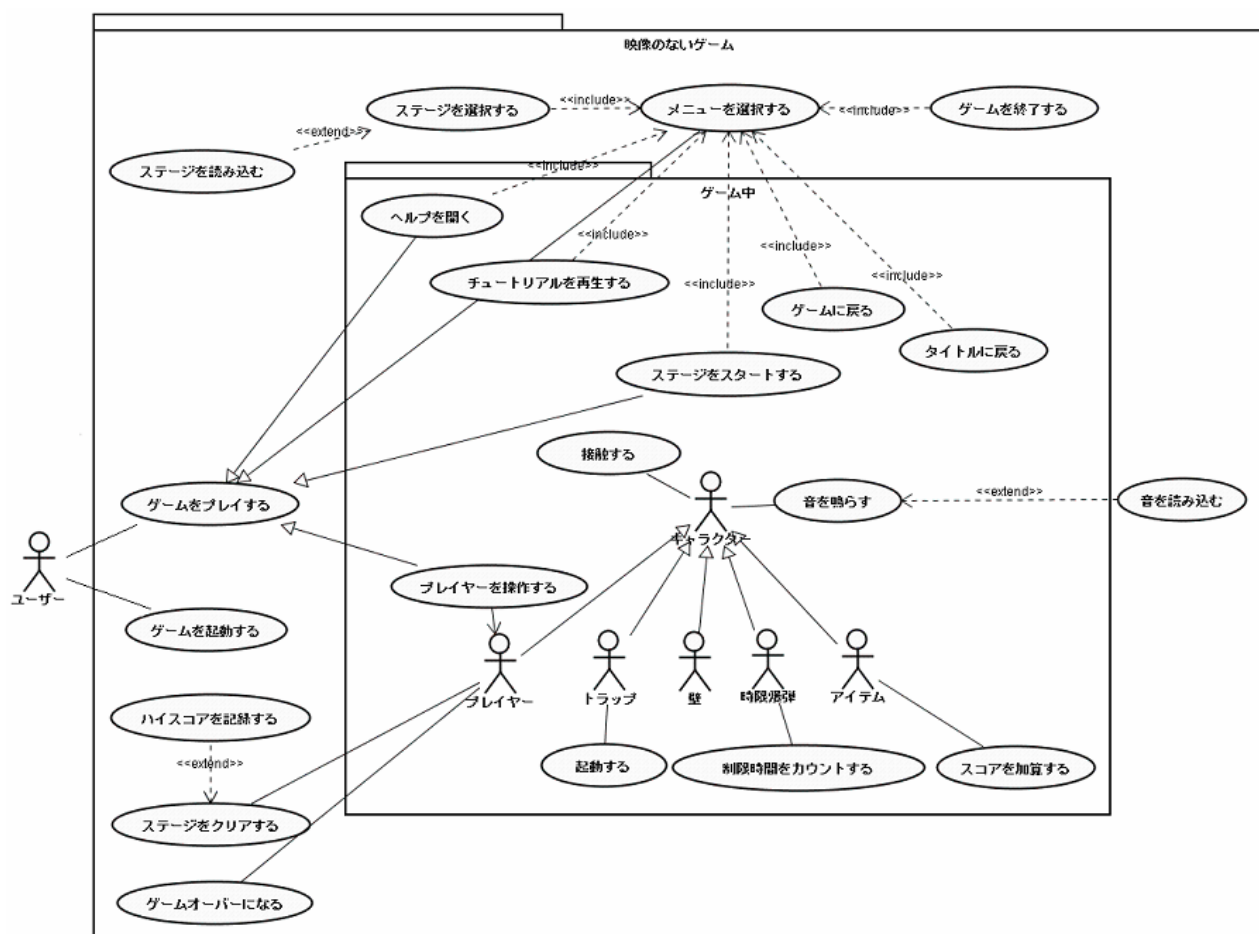 映像のないゲーム
ステージを選択する
<<include>>
メニューを選択する
<<include>>
ゲームを終了する
<<extend>>
ステージを読み込む
<<include>>
ゲーム中
ヘルプを開く
<<include>>
<<include>>
チュートリアルを再生する
<<include>>
<<include>>
ゲームに戻る
タイトルに戻る
ステージをスタートする
接触する
ゲームをプレイする
音を鳴らす
<<extend>>
音を読み込む
キャラクター
ユーザー
プレイヤーを操作する
ゲームを起動する
プレイヤー
トラップ
壁
時限爆弾
アイテム
ハイスコアを記録する
<<extend>>
起動する
制限時間をカウントする
スコアを加算する
ステージをクリアする
ゲームオーバーになる